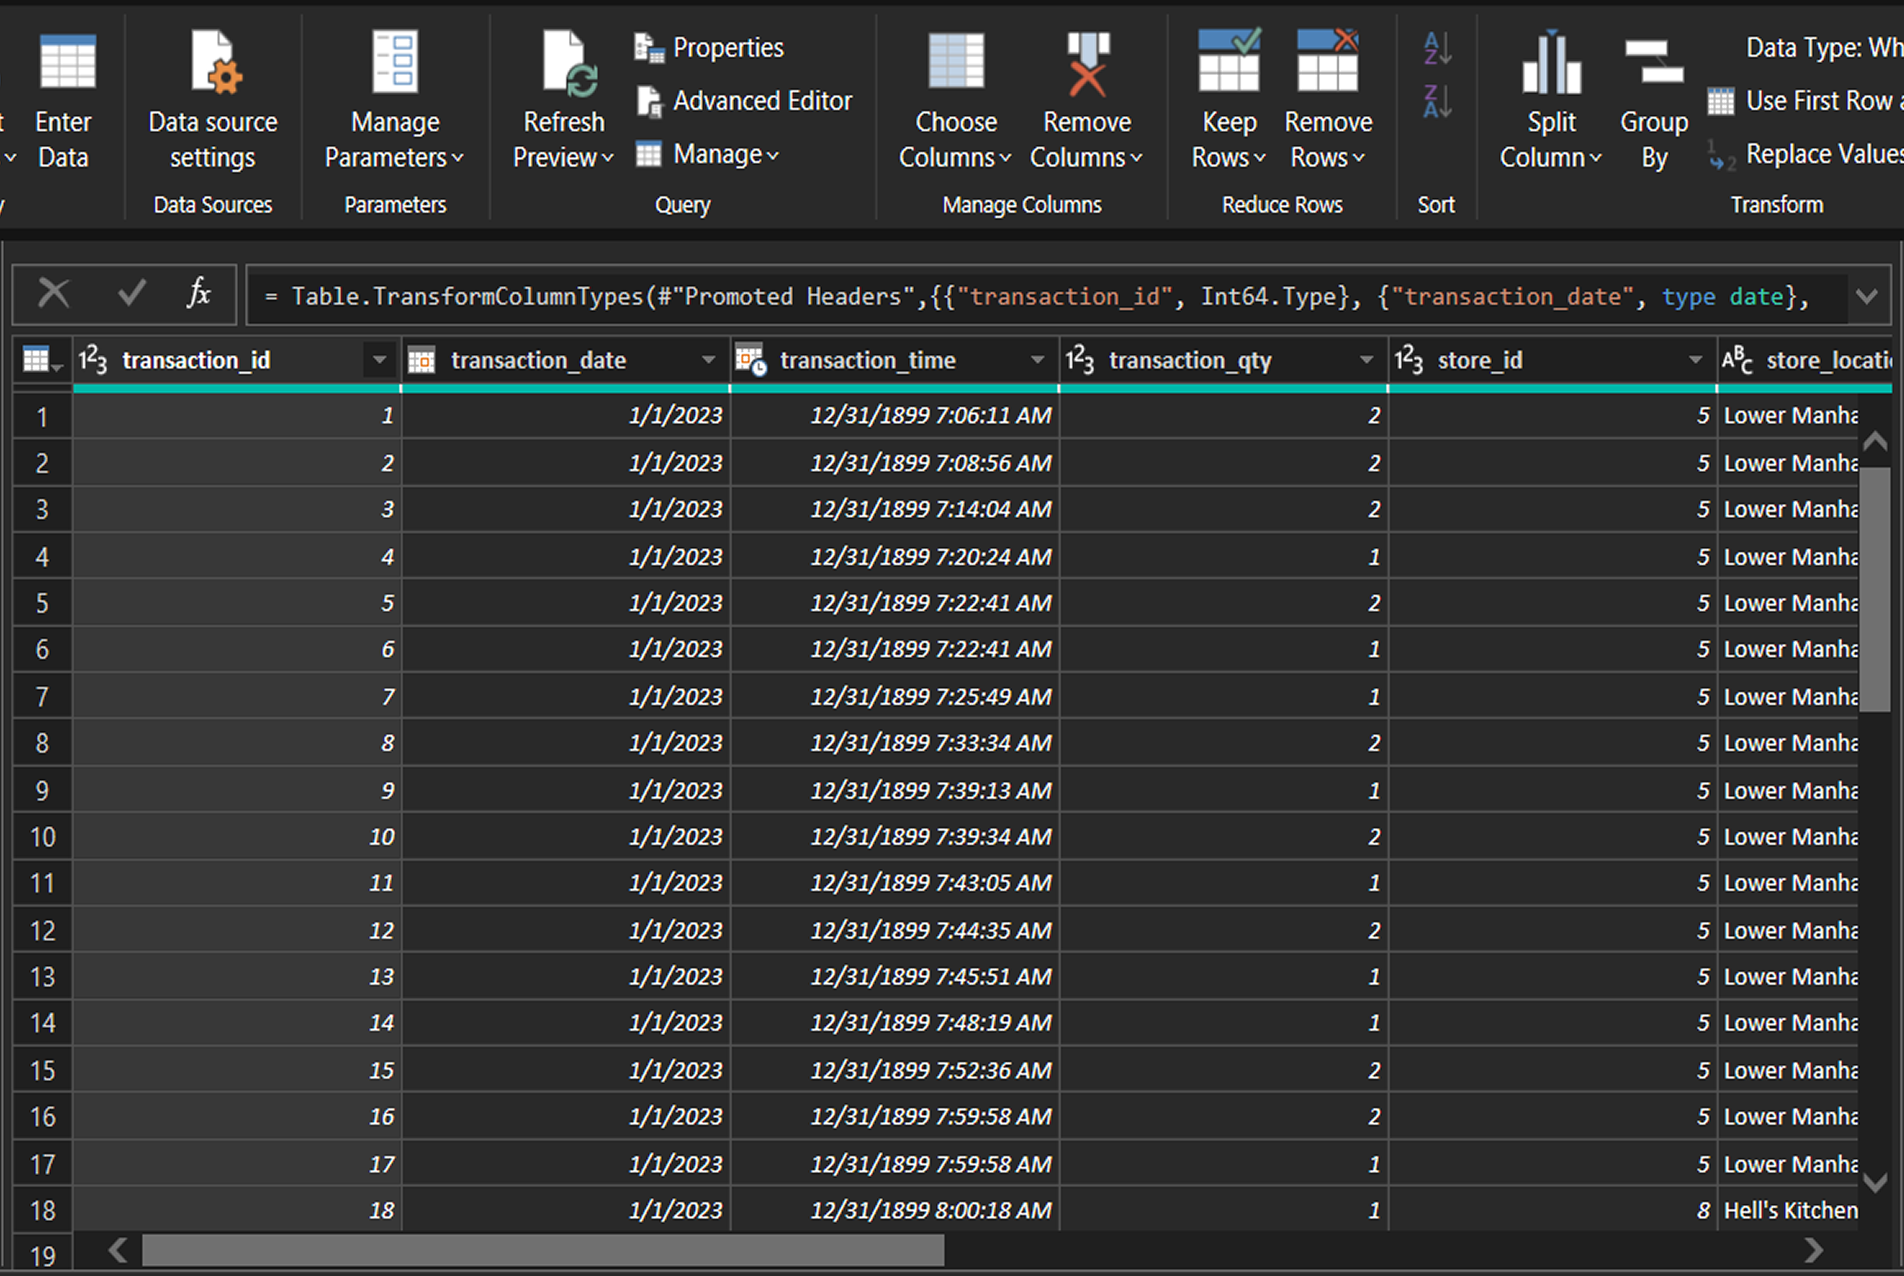 Properties
Data Type: Wh
Advanced Editor
Use First Row
Enter Data
Data source settings
Manage Parameters
Refresh Preview
Manage
Choose Columns
Remove Columns
Keep Rows
Remove Rows
A Z
Z A
Split Column
Group By
1 2 Replace Values
Data Sources
Parameters
Query
Manage Columns
Reduce Rows
Sort
Transform
fx = Table.TransformColumnTypes(#"Promoted Headers",{{"transaction_id", Int64.Type}, {"transaction_date", type date},
123 transaction_id transaction_date transaction_time 123 transaction_qty 123 store_id ABC store_locati
1 1 1/1/2023 12/31/1899 7:06:11 AM 2 5 Lower Manha
2 2 1/1/2023 12/31/1899 7:08:56 AM 2 5 Lower Manha
3 3 1/1/2023 12/31/1899 7:14:04 AM 2 5 Lower Manha
4 4 1/1/2023 12/31/1899 7:20:24 AM 1 5 Lower Manha
5 5 1/1/2023 12/31/1899 7:22:41 AM 2 5 Lower Manha
6 6 1/1/2023 12/31/1899 7:22:41 AM 1 5 Lower Manha
7 7 1/1/2023 12/31/1899 7:25:49 AM 1 5 Lower Manha
8 8 1/1/2023 12/31/1899 7:33:34 AM 2 5 Lower Manha
9 9 1/1/2023 12/31/1899 7:39:13 AM 1 5 Lower Manha
10 10 1/1/2023 12/31/1899 7:39:34 AM 2 5 Lower Manha
11 11 1/1/2023 12/31/1899 7:43:05 AM 1 5 Lower Manha
12 12 1/1/2023 12/31/1899 7:44:35 AM 2 5 Lower Manha
13 13 1/1/2023 12/31/1899 7:45:51 AM 1 5 Lower Manha
14 14 1/1/2023 12/31/1899 7:48:19 AM 1 5 Lower Manha
15 15 1/1/2023 12/31/1899 7:52:36 AM 2 5 Lower Manha
16 16 1/1/2023 12/31/1899 7:59:58 AM 2 5 Lower Manha
17 17 1/1/2023 12/31/1899 7:59:58 AM 1 5 Lower Manha
18 18 1/1/2023 12/31/1899 8:00:18 AM 1 8 Hell's Kitchen
19